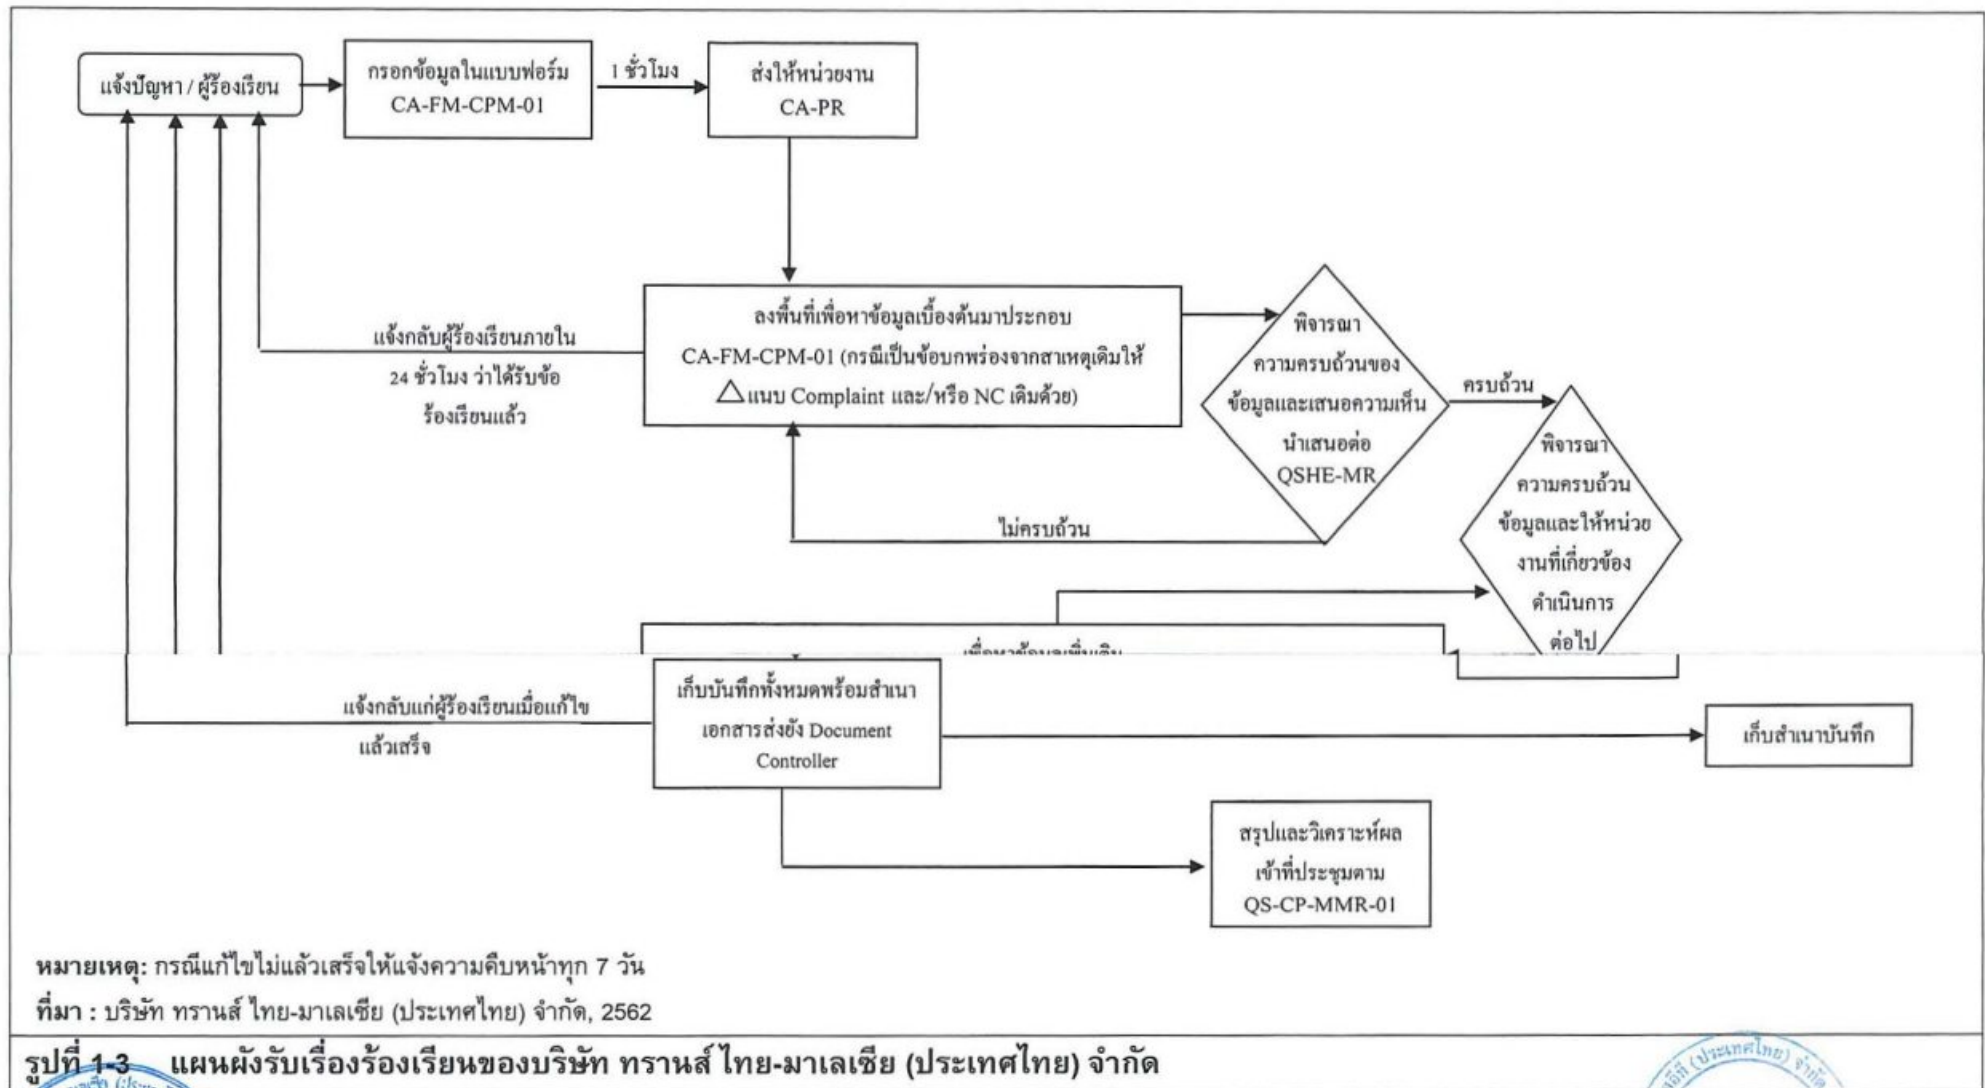 แจ้งปัญหา / ผู้ร้องเรียน
กรอกข้อมูลในแบบฟอร์ม
CA-FM-CPM-01
1 ชั่วโมง
ส่งให้หน่วยงาน
CA-PR
ลงพื้นที่เพื่อหาข้อมูลเบื้องต้นมาประกอบ
CA-FM-CPM-01 (กรณีเป็นข้อบกพร่องจากสาเหตุเดิมให้
แนบ Complaint และ/หรือ NC เดิมด้วย)
แจ้งกลับผู้ร้องเรียนภายใน
24 ชั่วโมง ว่าได้รับข้อ
ร้องเรียนแล้ว
พิจารณา
ความครบถ้วนของ
ข้อมูลและเสนอความเห็น
นำเสนอต่อ
QSHE-MR
ครบถ้วน
ไม่ครบถ้วน
พิจารณา
ความครบถ้วน
ข้อมูลและให้หน่วย
งานที่เกี่ยวข้อง
ดำเนินการ
ต่อไป
แจ้งกลับแก่ผู้ร้องเรียนเมื่อแก้ไข
แล้วเสร็จ
เก็บบันทึกทั้งหมดพร้อมสำเนา
เอกสารส่งยัง Document
Controller
เก็บสำเนาบันทึก
สรุปและวิเคราะห์ผล
เข้าที่ประชุมตาม
QS-CP-MMR-01
หมายเหตุ: กรณีแก้ไขไม่แล้วเสร็จให้แจ้งความคืบหน้าทุก 7 วัน
ที่มา : บริษัท ทรานส์ ไทย-มาเลเซีย (ประเทศไทย) จำกัด, 2562
รูปที่ 1-3 แผนผังรับเรื่องร้องเรียนของบริษัท ทรานส์ ไทย-มาเลเซีย (ประเทศไทย) จำกัด
(ประเทศไทย)